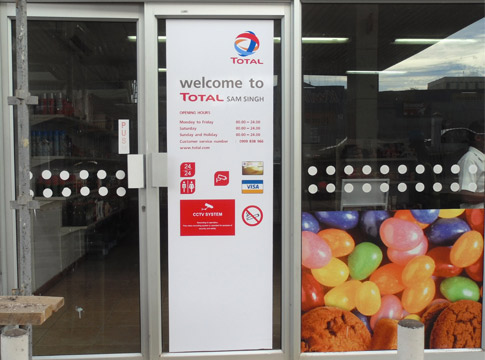 TOTAL
welcome to
TOTAL SAM SINGH
OPENING HOURS
Monday to Friday 00.00 – 24.00
Saturday 00.00 – 24.00
Sunday and Holiday 00.00 – 24.00
Customer service number
www.total.com
24
24
VISA
CCTV SYSTEM